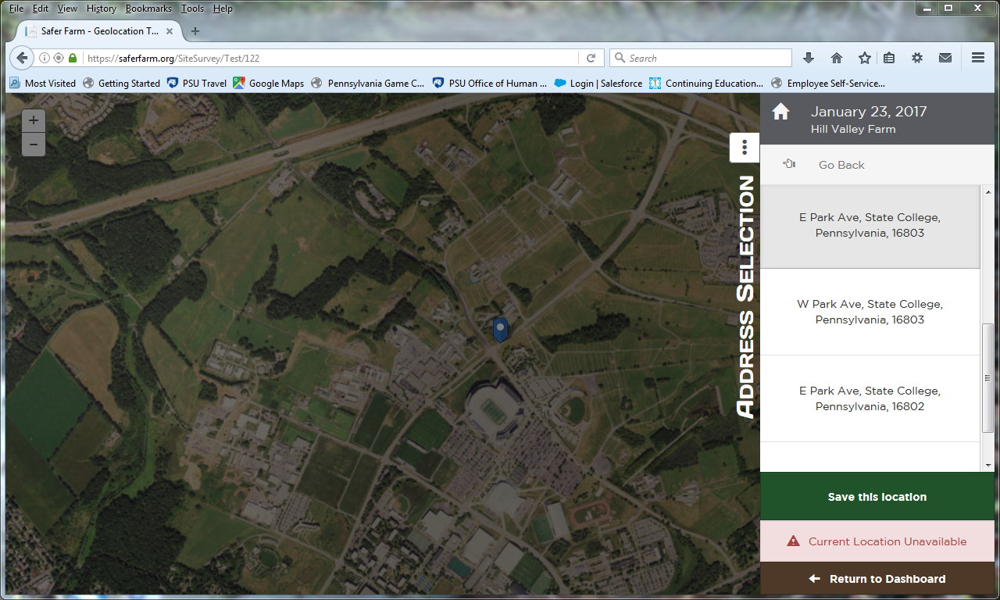 File Edit View History Bookmarks Tools Help
Safer Farm - Geolocation T...
https://saferfarm.org/SiteSurvey/Test/122
Search
Most Visited Getting Started PSU Travel Google Maps Pennsylvania Game C... PSU Office of Human ... Login | Salesforce Continuing Education... Employee Self-Service...
+
−
ADDRESS SELECTION
January 23, 2017
Hill Valley Farm
Go Back
E Park Ave, State College,
Pennsylvania, 16803
W Park Ave, State College,
Pennsylvania, 16803
E Park Ave, State College,
Pennsylvania, 16802
Save this location
Current Location Unavailable
Return to Dashboard